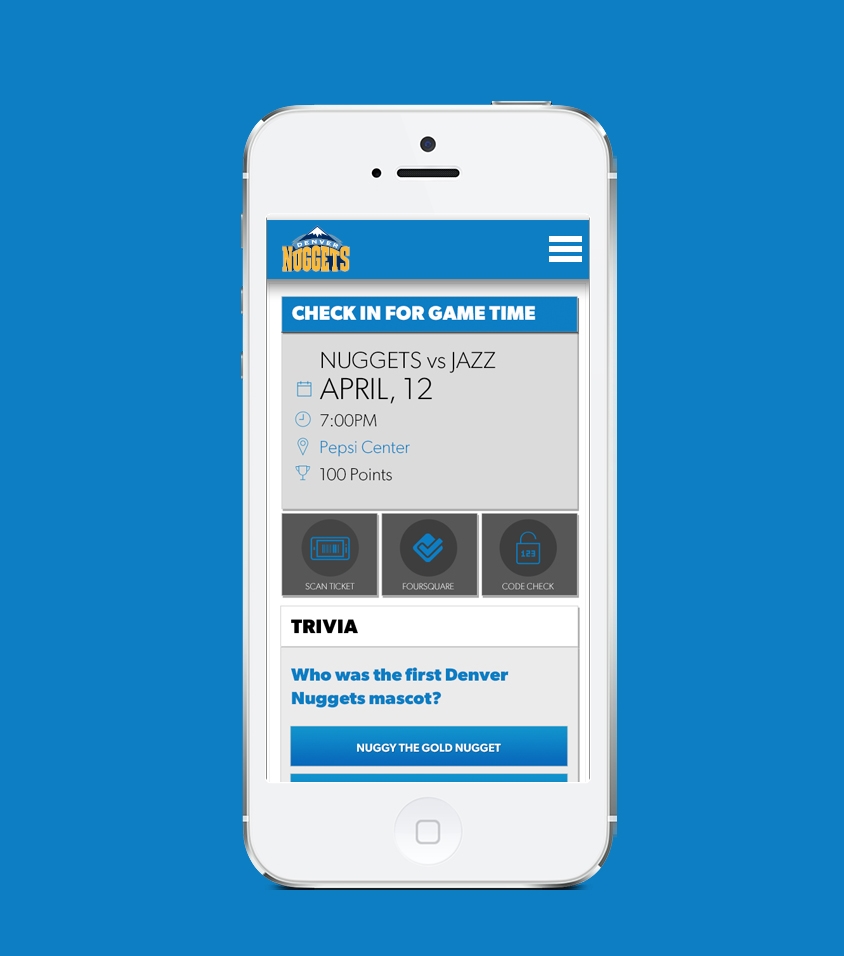 DENVER
NUGGETS
CHECK IN FOR GAME TIME
NUGGETS vs JAZZ
APRIL, 12
7:00PM
Pepsi Center
100 Points
123
SCAN TICKET
FOURSQUARE
CODE CHECK
TRIVIA
Who was the first Denver
Nuggets mascot?
NUGGY THE GOLD NUGGET